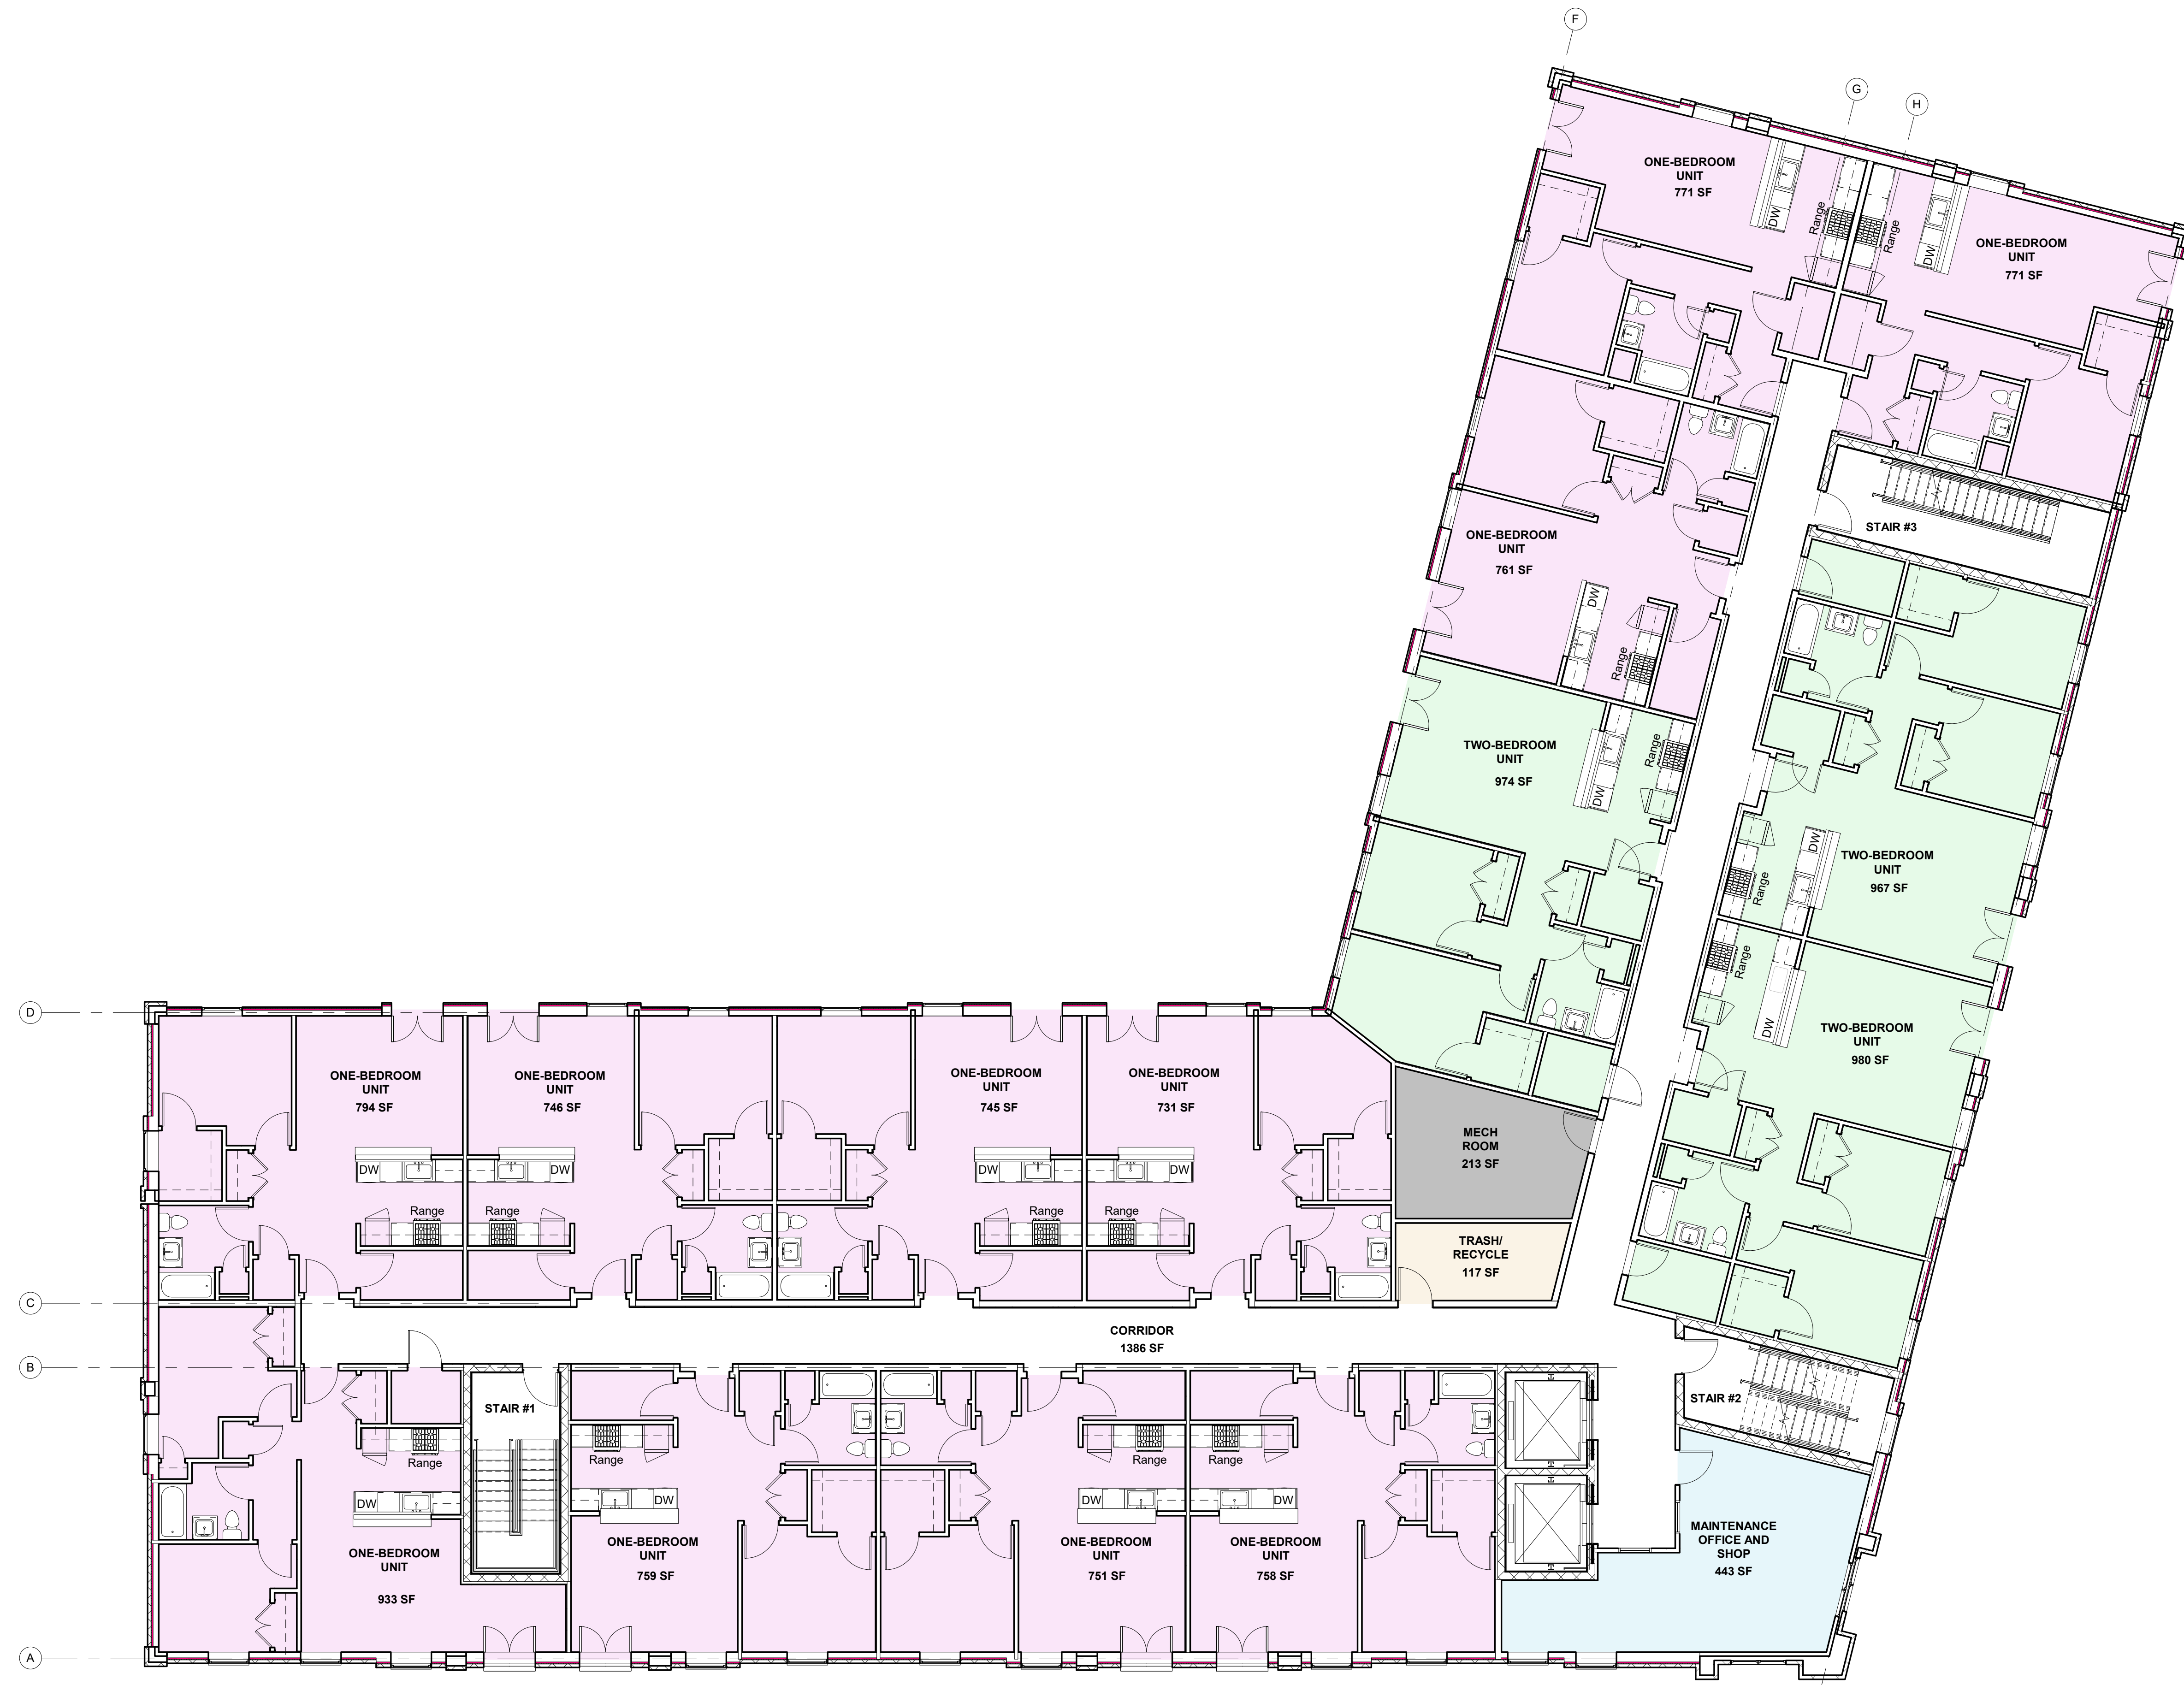 F
G
H
ONE-BEDROOM
UNIT
771 SF
DW
Range
Range
DW
ONE-BEDROOM
UNIT
771 SF
STAIR #3
ONE-BEDROOM
UNIT
761 SF
DW
Range
TWO-BEDROOM
UNIT
974 SF
DW
Range
TWO-BEDROOM
UNIT
967 SF
DW
Range
TWO-BEDROOM
UNIT
980 SF
DW
Range
D
ONE-BEDROOM
UNIT
794 SF
ONE-BEDROOM
UNIT
746 SF
ONE-BEDROOM
UNIT
745 SF
ONE-BEDROOM
UNIT
731 SF
DW
DW
DW
DW
Range
Range
Range
Range
MECH
ROOM
213 SF
TRASH/
RECYCLE
117 SF
C
CORRIDOR
1386 SF
B
STAIR #1
STAIR #2
Range
Range
Range
Range
DW
DW
DW
DW
ONE-BEDROOM
UNIT
933 SF
ONE-BEDROOM
UNIT
759 SF
ONE-BEDROOM
UNIT
751 SF
ONE-BEDROOM
UNIT
758 SF
MAINTENANCE
OFFICE AND
SHOP
443 SF
A